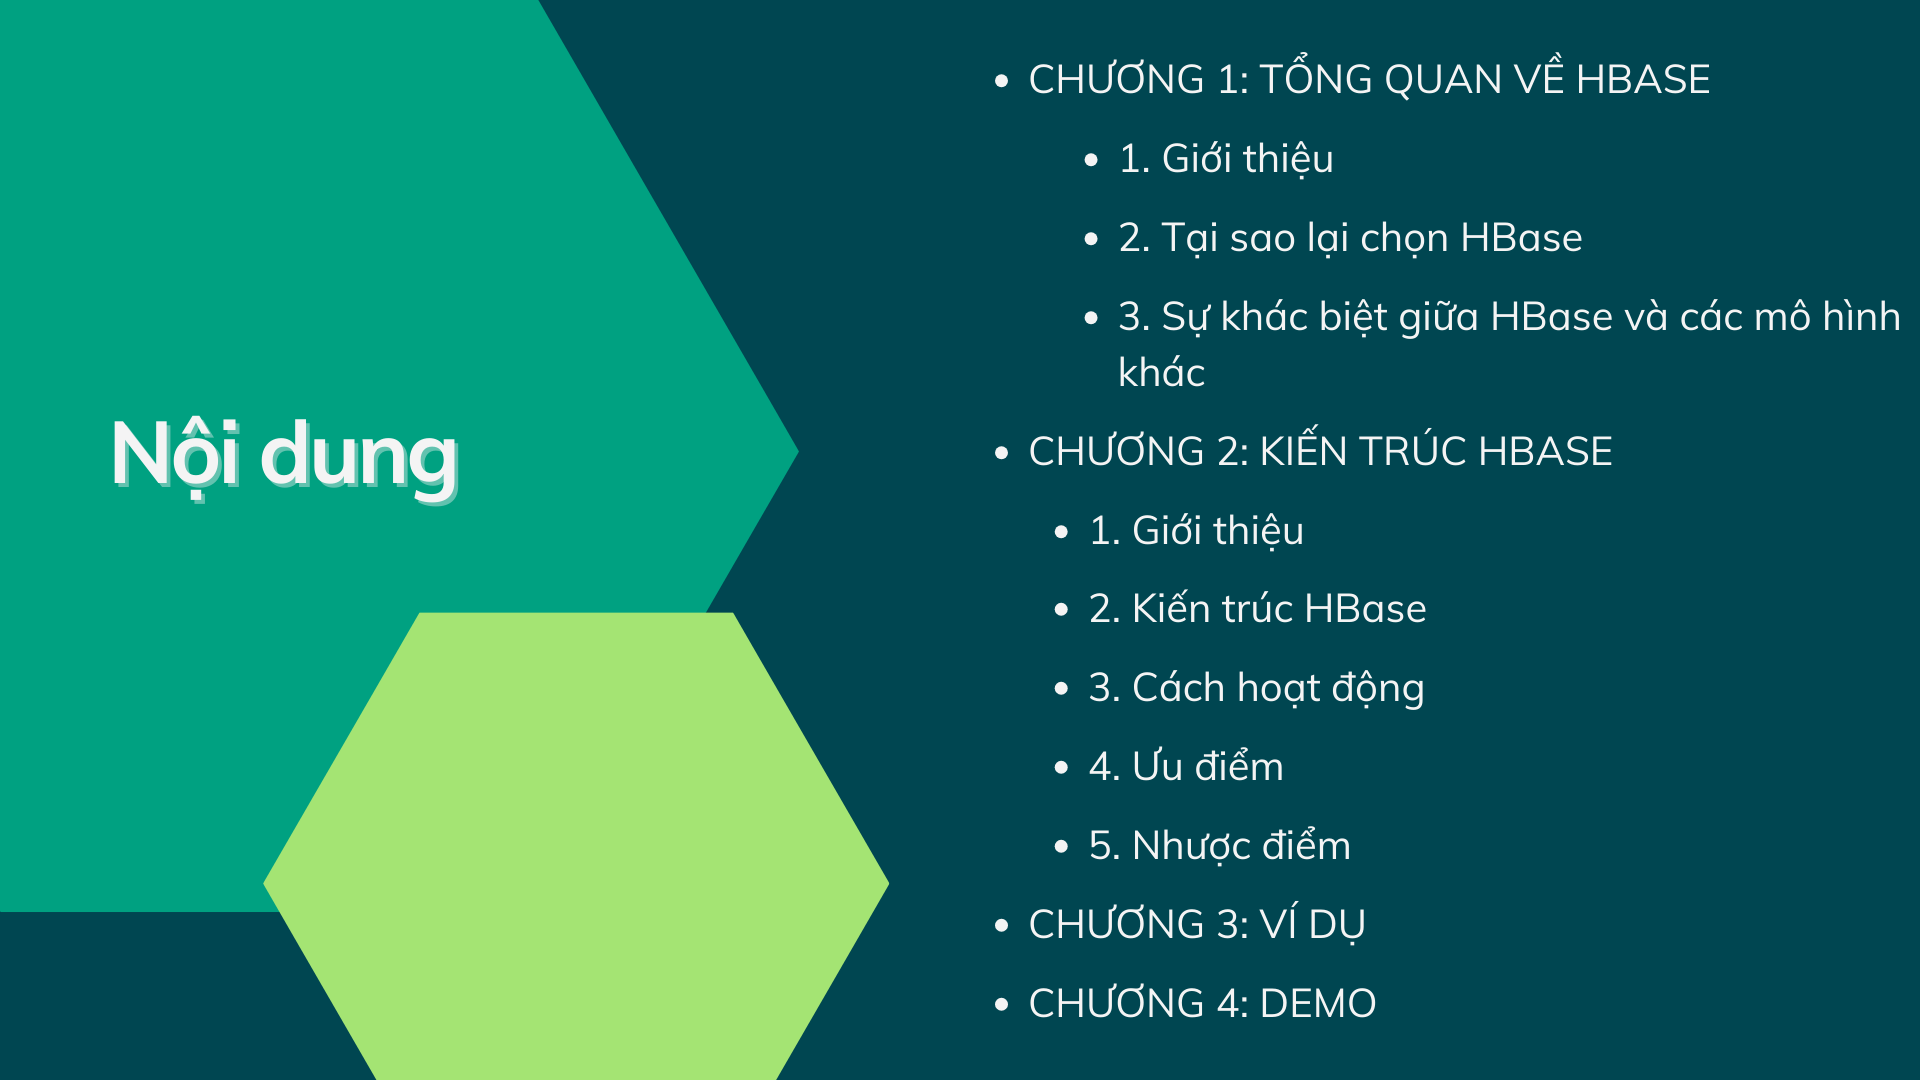 Nội dung
• CHƯƠNG 1: TỔNG QUAN VỀ HBASE
• 1. Giới thiệu
• 2. Tại sao lại chọn HBase
• 3. Sự khác biệt giữa HBase và các mô hình
khác
• CHƯƠNG 2: KIẾN TRÚC HBASE
• 1. Giới thiệu
• 2. Kiến trúc HBase
• 3. Cách hoạt động
• 4. Ưu điểm
• 5. Nhược điểm
• CHƯƠNG 3: VÍ DỤ
• CHƯƠNG 4: DEMO